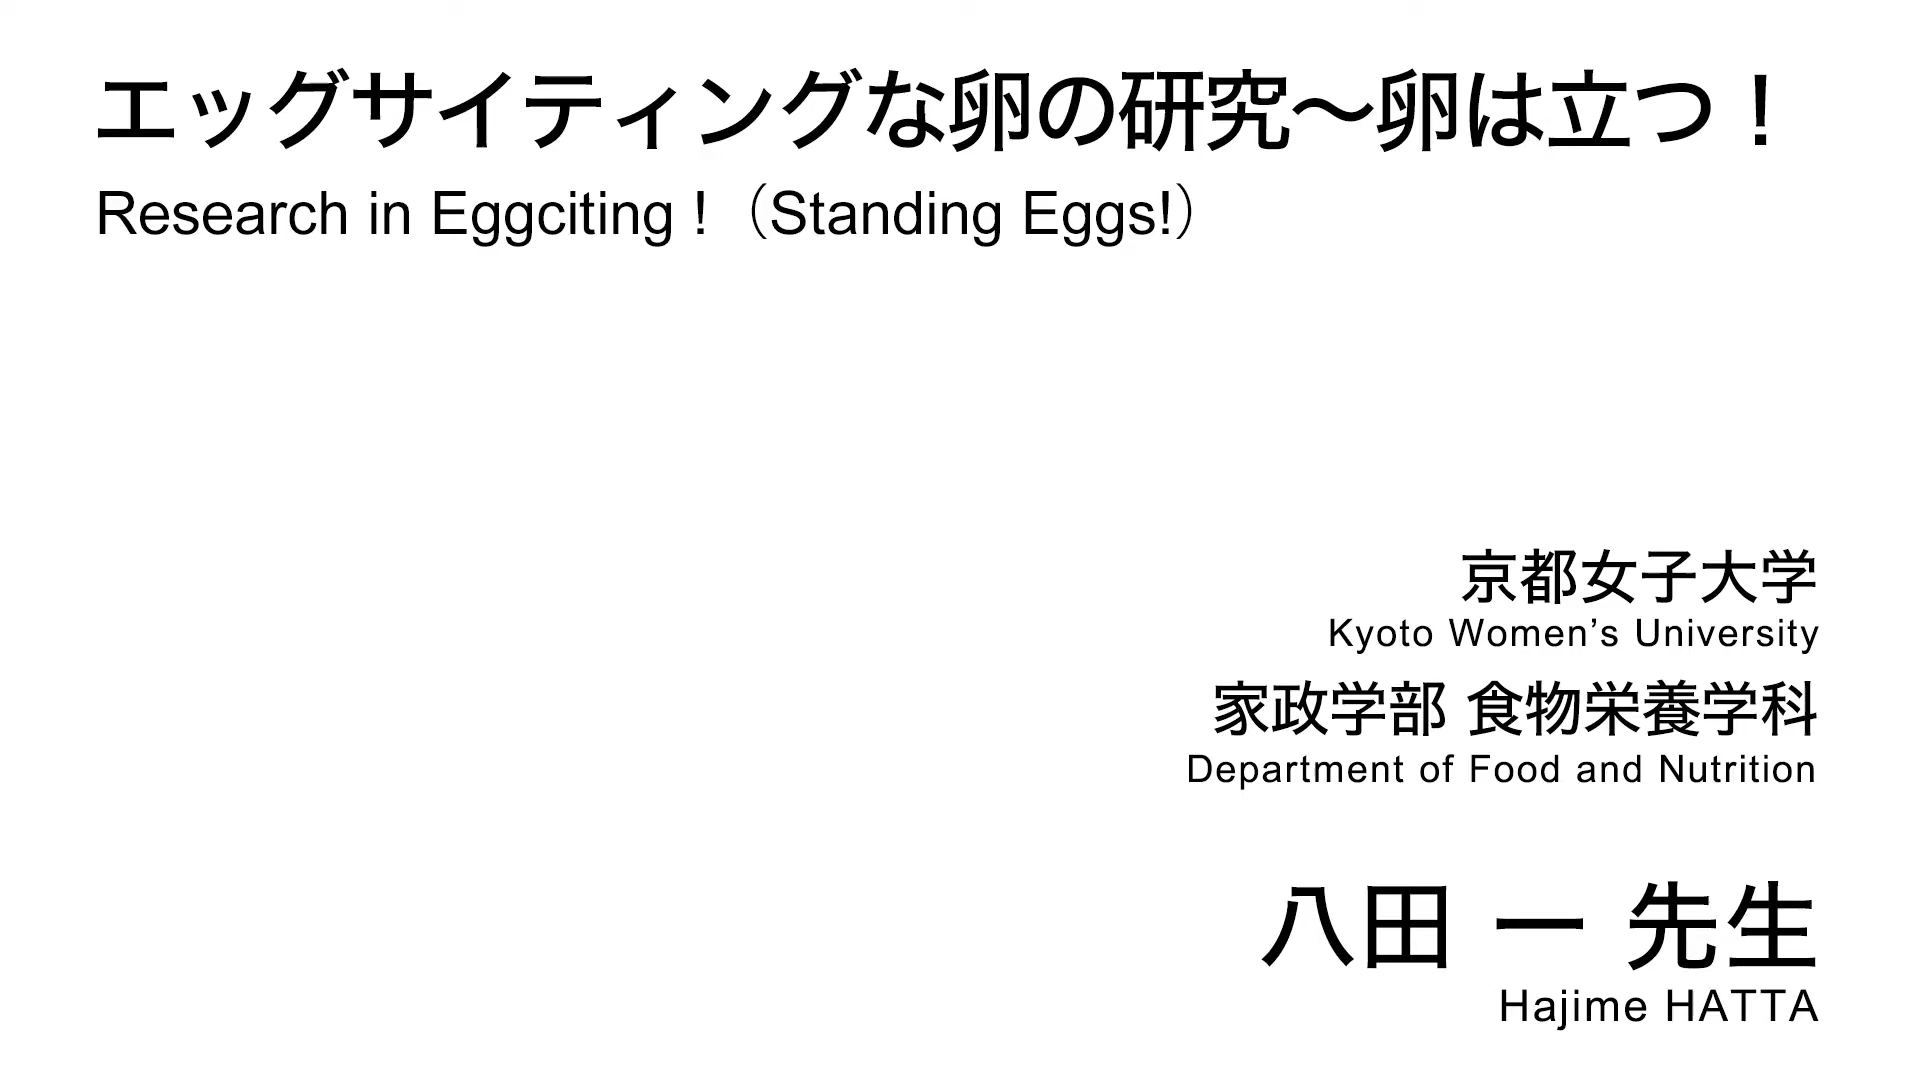 エッグサイティングな卵の研究～卵は立つ！
Research in Eggciting !（Standing Eggs!）
京都女子大学
Kyoto Women’s University
家政学部 食物栄養学科
Department of Food and Nutrition
八田 一 先生
Hajime HATTA